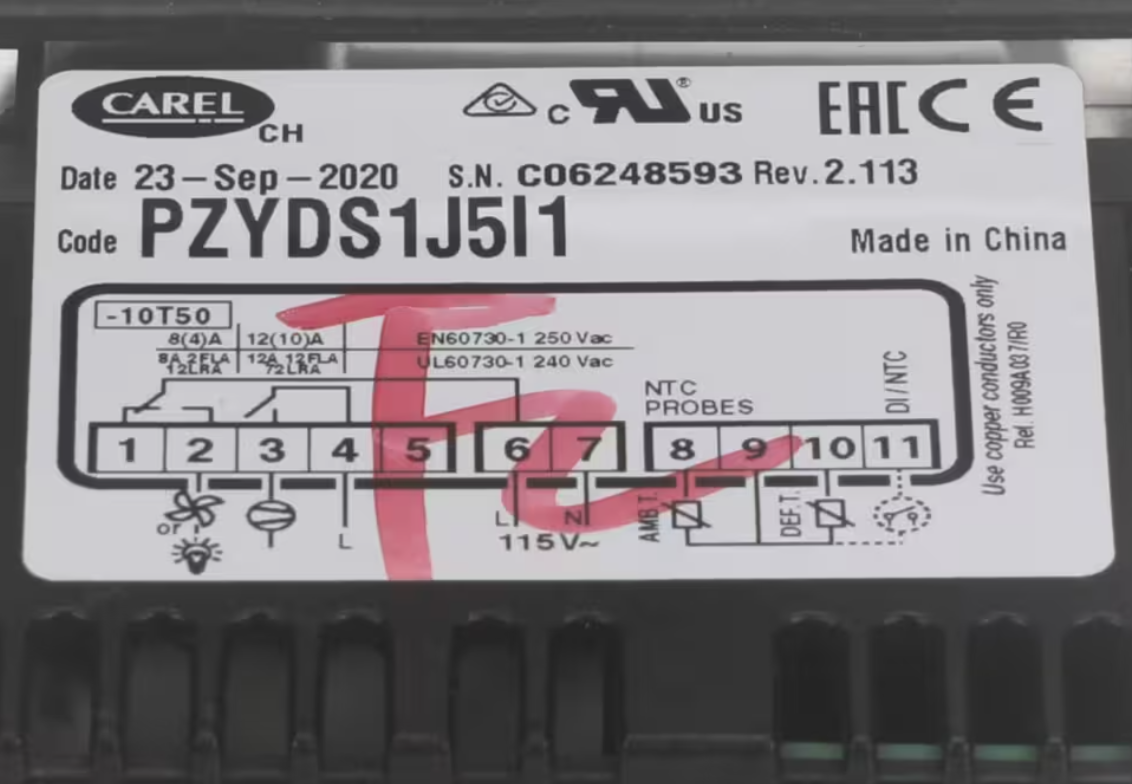 CAREL
CH
c RU® US
EAC CE
Date 23-Sep-2020 S.N. C06248593 Rev.2.113
Code PZYDS1J5I1
Made in China
-10T50
8(4)A 12(10)A EN60730-1 250 Vac
8A 2FLA 12LRA 12A 12FLA 72LRA UL60730-1 240 Vac
NTC PROBES
DI/NTC
1 2 3 4 5 6 7 8 9 10 11
or
L
L N
115V~
AMB.T.
DEF.T.
Use copper conductors only
Rel. H009A037/R0